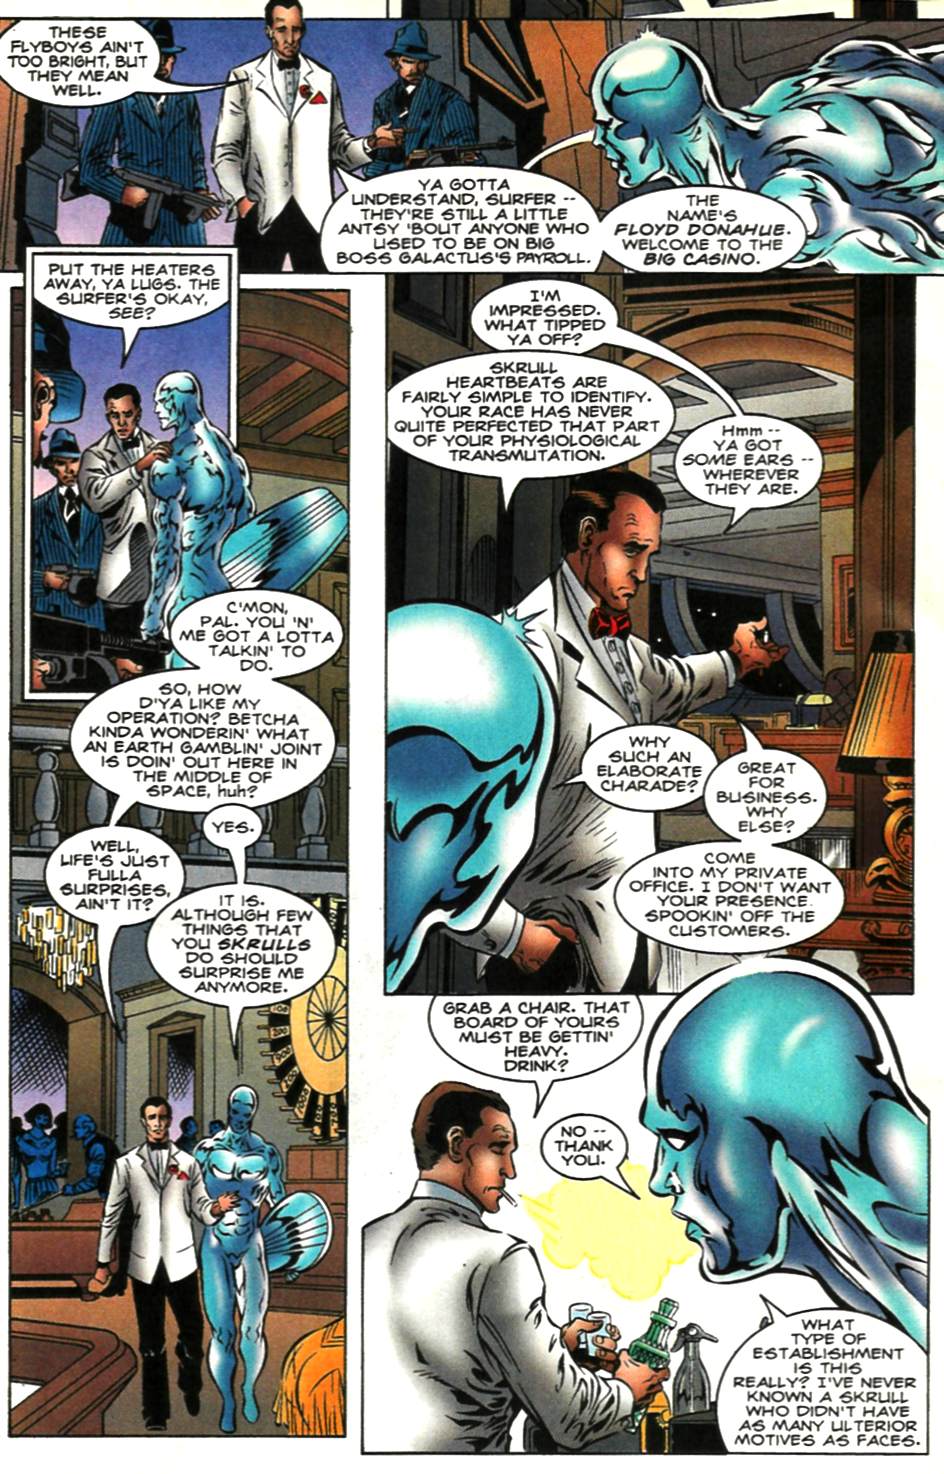 THESE
FLYBOYS AIN'T
TOO BRIGHT, BUT
THEY MEAN
WELL.
YA GOTTA
UNDERSTAND, SURFER --
THEY'RE STILL A LITTLE
ANTSY 'BOUT ANYONE WHO
USED TO BE ON BIG
BOSS GALACTUS'S PAYROLL.
THE
NAME'S
FLOYD DONAHUE.
WELCOME TO THE
BIG CASINO.
PUT THE HEATERS
AWAY, YA LUGS. THE
SURFER'S OKAY,
SEE?
C'MON,
PAL. YOU 'N'
ME GOT A LOTTA
TALKIN' TO
DO.
SO, HOW
D'YA LIKE MY
OPERATION? BETCHA
KINDA WONDERIN' WHAT
AN EARTH GAMBLIN' JOINT
IS DOIN' OUT HERE IN
THE MIDDLE OF
SPACE, huh?
YES.
WELL,
LIFE'S JUST
FULLA
SURPRISES,
AIN'T IT?
IT IS.
ALTHOUGH FEW
THINGS THAT
YOU SKRULLS
DO SHOULD
SURPRISE ME
ANYMORE.
I'M
IMPRESSED.
WHAT TIPPED
YA OFF?
SKRULL
HEARTBEATS ARE
FAIRLY SIMPLE TO IDENTIFY.
YOUR RACE HAS NEVER
QUITE PERFECTED THAT PART
OF YOUR PHYSIOLOGICAL
TRANSMUTATION.
Hmm --
YA GOT
SOME EARS --
WHEREVER
THEY ARE.
WHY
SUCH AN
ELABORATE
CHARADE?
GREAT
FOR
BUSINESS.
WHY
ELSE?
COME
INTO MY PRIVATE
OFFICE. I DON'T WANT
YOUR PRESENCE
SPOOKIN' OFF THE
CUSTOMERS.
GRAB A CHAIR. THAT
BOARD OF YOURS
MUST BE GETTIN'
HEAVY.
DRINK?
NO --
THANK
YOU.
WHAT
TYPE OF
ESTABLISHMENT
IS THIS
REALLY? I'VE NEVER
KNOWN A SKRULL
WHO DIDN'T HAVE
AS MANY ULTERIOR
MOTIVES AS FACES.